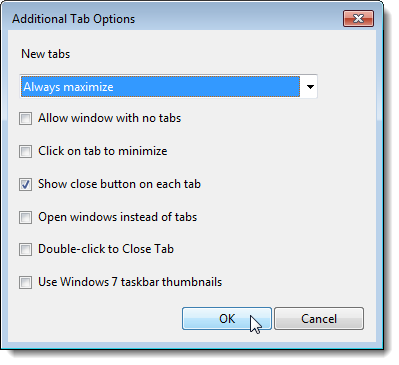 Additional Tab Options
New tabs
Always maximize
Allow window with no tabs
Click on tab to minimize
Show close button on each tab
Open windows instead of tabs
Double-click to Close Tab
Use Windows 7 taskbar thumbnails
OK Cancel